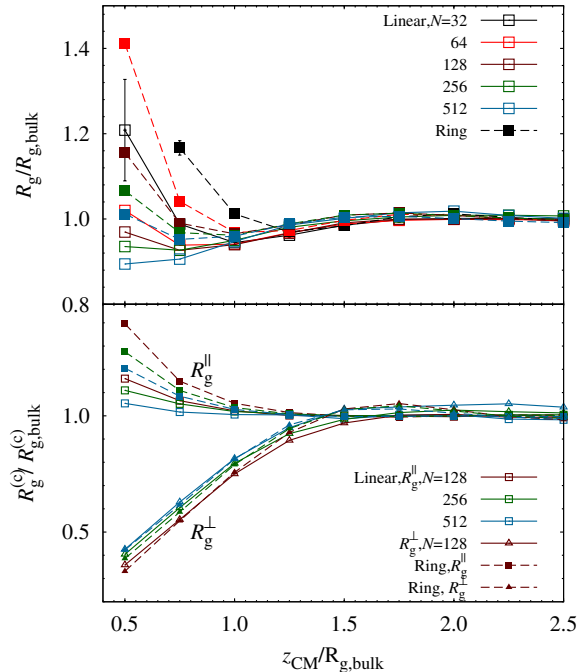 1.4
1.2
1.0
0.8
R_g/R_g,bulk
Linear,N=32
64
128
256
512
Ring
1.0
0.5
R_g^(c)/R_g,bulk^(c)
R_g^∥
R_g^⊥
Linear,R_g^∥,N=128
256
512
R_g^⊥,N=128
Ring,R_g^∥
Ring, R_g^⊥
0.5 1.0 1.5 2.0 2.5
z_CM/R_g,bulk